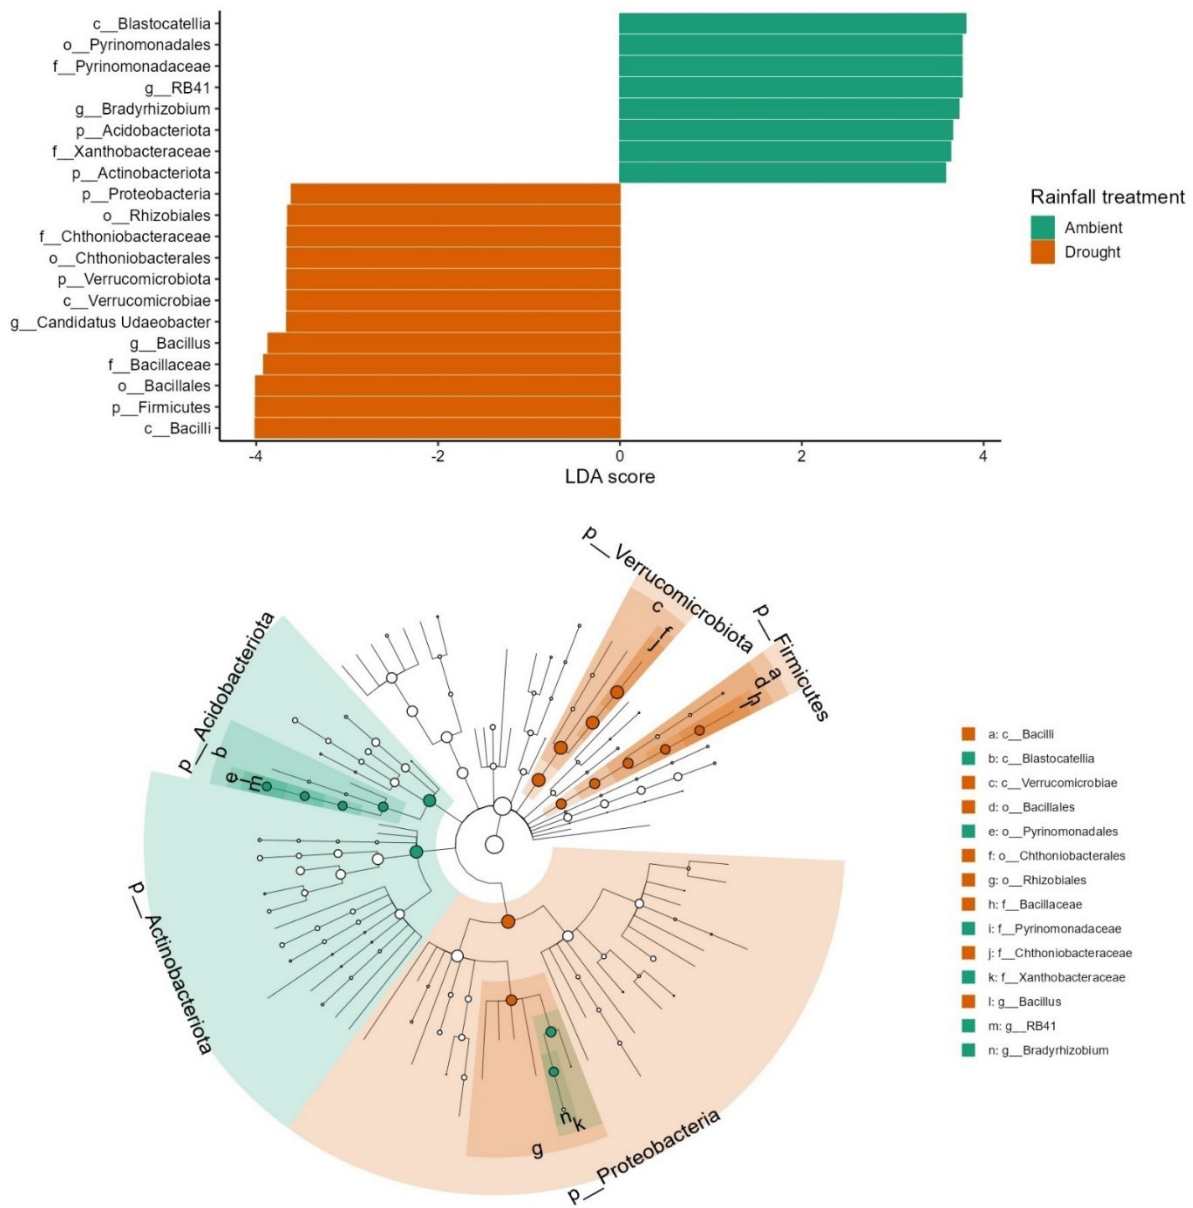 c__Blastocatellia
o__Pyrinomonadales
f__Pyrinomonadaceae
g__RB41
g__Bradyrhizobium
p__Acidobacteriota
f__Xanthobacteraceae
p__Actinobacteriota
p__Proteobacteria
o__Rhizobiales
f__Chthoniobacteraceae
o__Chthoniobacterales
p__Verrucomicrobiota
c__Verrucomicrobiae
g__Candidatus Udaeobacter
g__Bacillus
f__Bacillaceae
o__Bacillales
p__Firmicutes
c__Bacilli
-4 -2 0 2 4
LDA score
Rainfall treatment
Ambient
Drought
p__Verrucomicrobiota
p__Firmicutes
p__Acidobacteriota
p__Actinobacteriota
p__Proteobacteria
c
f
j
a
d
h
l
b
e
i
m
n
k
g
a: c__Bacilli
b: c__Blastocatellia
c: c__Verrucomicrobiae
d: o__Bacillales
e: o__Pyrinomonadales
f: o__Chthoniobacterales
g: o__Rhizobiales
h: f__Bacillaceae
i: f__Pyrinomonadaceae
j: f__Chthoniobacteraceae
k: f__Xanthobacteraceae
l: g__Bacillus
m: g__RB41
n: g__Bradyrhizobium